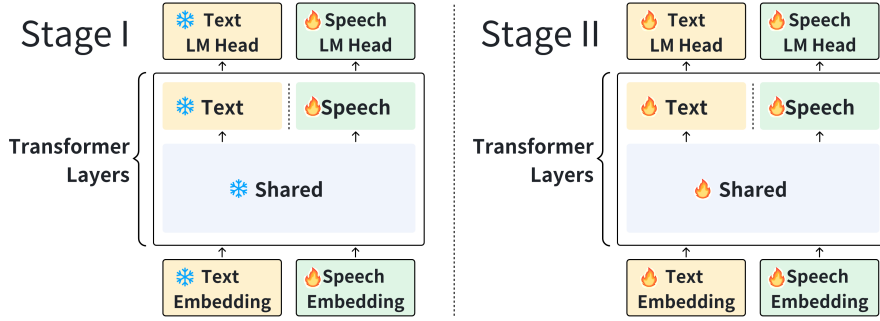 Stage I
Text
LM Head
Speech
LM Head
Text
Speech
Transformer
Layers
Shared
Text
Embedding
Speech
Embedding
Stage II
Text
LM Head
Speech
LM Head
Text
Speech
Transformer
Layers
Shared
Text
Embedding
Speech
Embedding